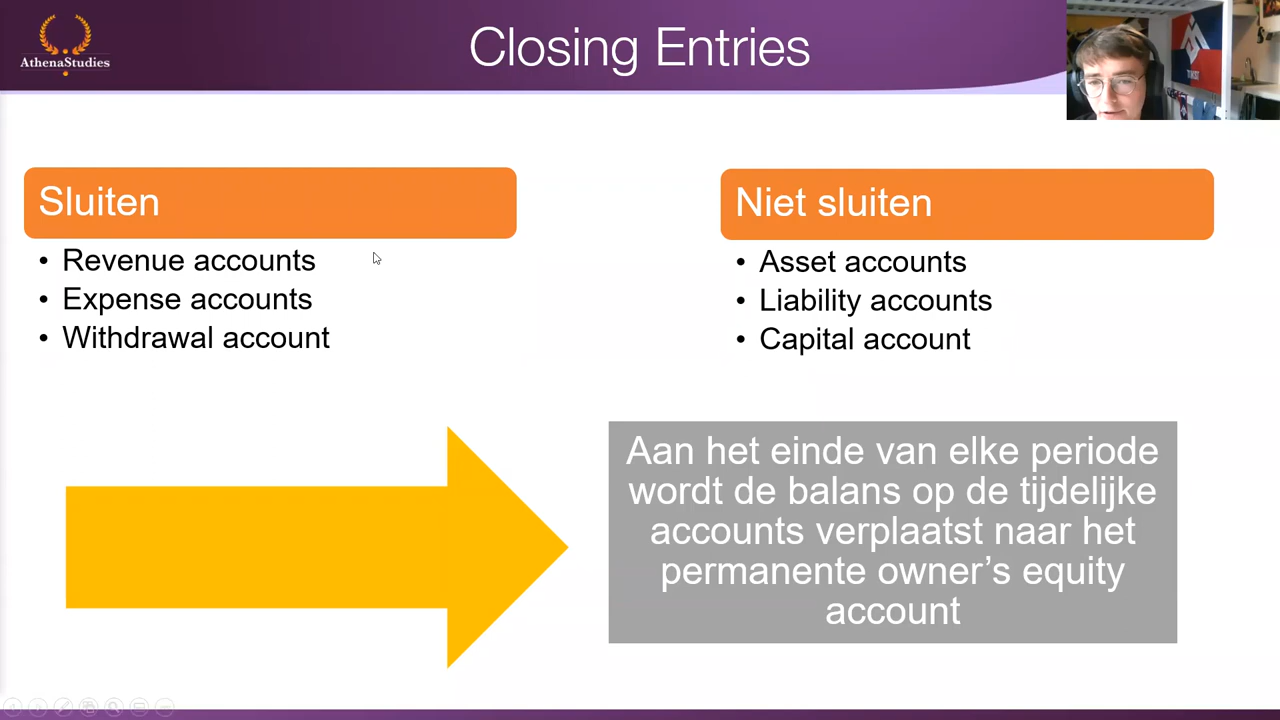 AthenaStudies
Closing Entries
Sluiten
• Revenue accounts
• Expense accounts
• Withdrawal account
Niet sluiten
• Asset accounts
• Liability accounts
• Capital account
Aan het einde van elke periode
wordt de balans op de tijdelijke
accounts verplaatst naar het
permanente owner’s equity
account